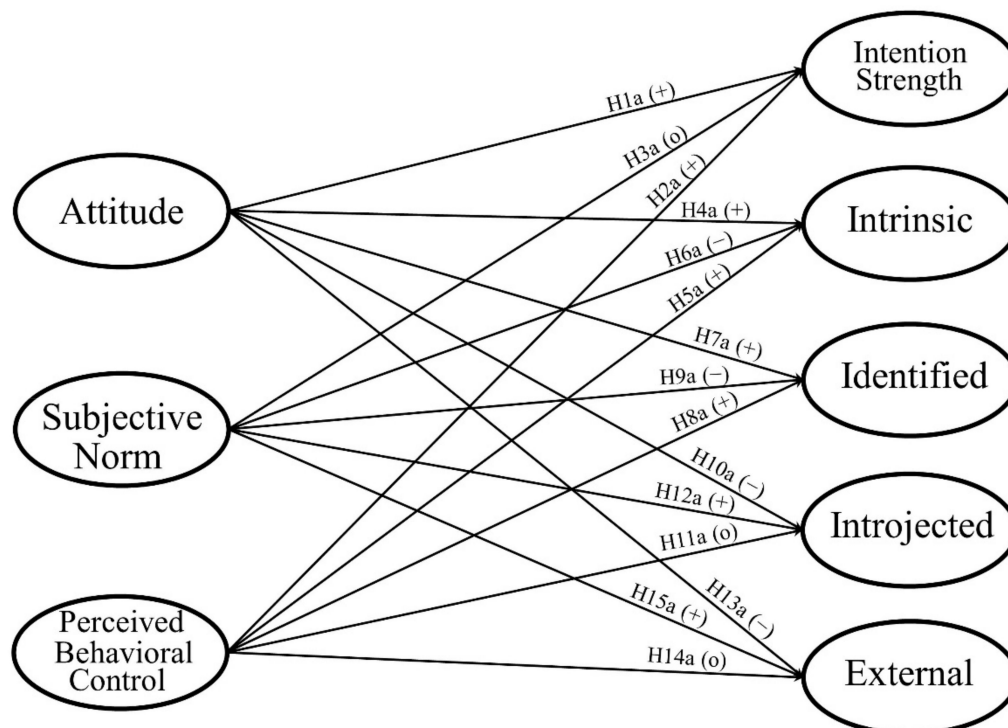 Intention
Strength
H1a (+)
H3a (o)
H2a (+)
Attitude
H4a (+)
Intrinsic
H6a (−)
H5a (+)
H7a (+)
Identified
H9a (−)
Subjective
Norm
H8a (+)
H10a (−)
H12a (+)
Introjected
H11a (o)
H13a (−)
H15a (+)
Perceived
Behavioral
Control
H14a (o)
External